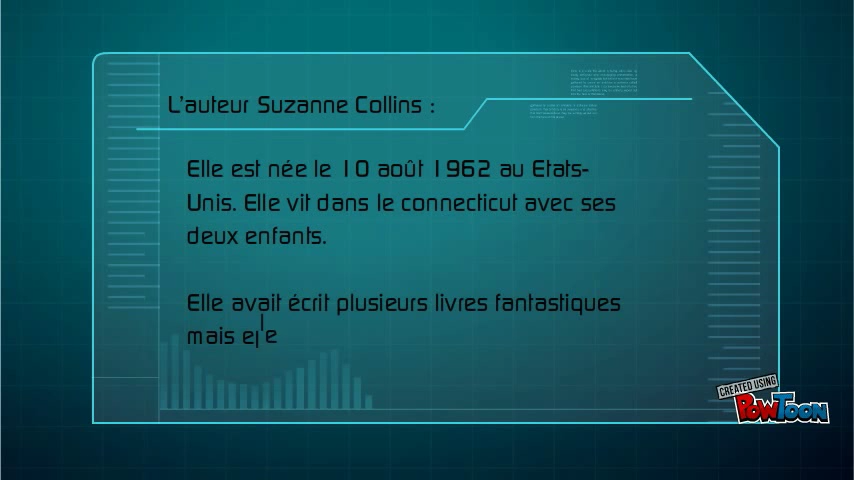 L'auteur Suzanne Collins :
Elle est née le 10 août 1962 au Etats-
Unis. Elle vit dans le connecticut avec ses
deux enfants.
Elle avait écrit plusieurs livres fantastiques
mais elle
CREATED USING
POWTOON